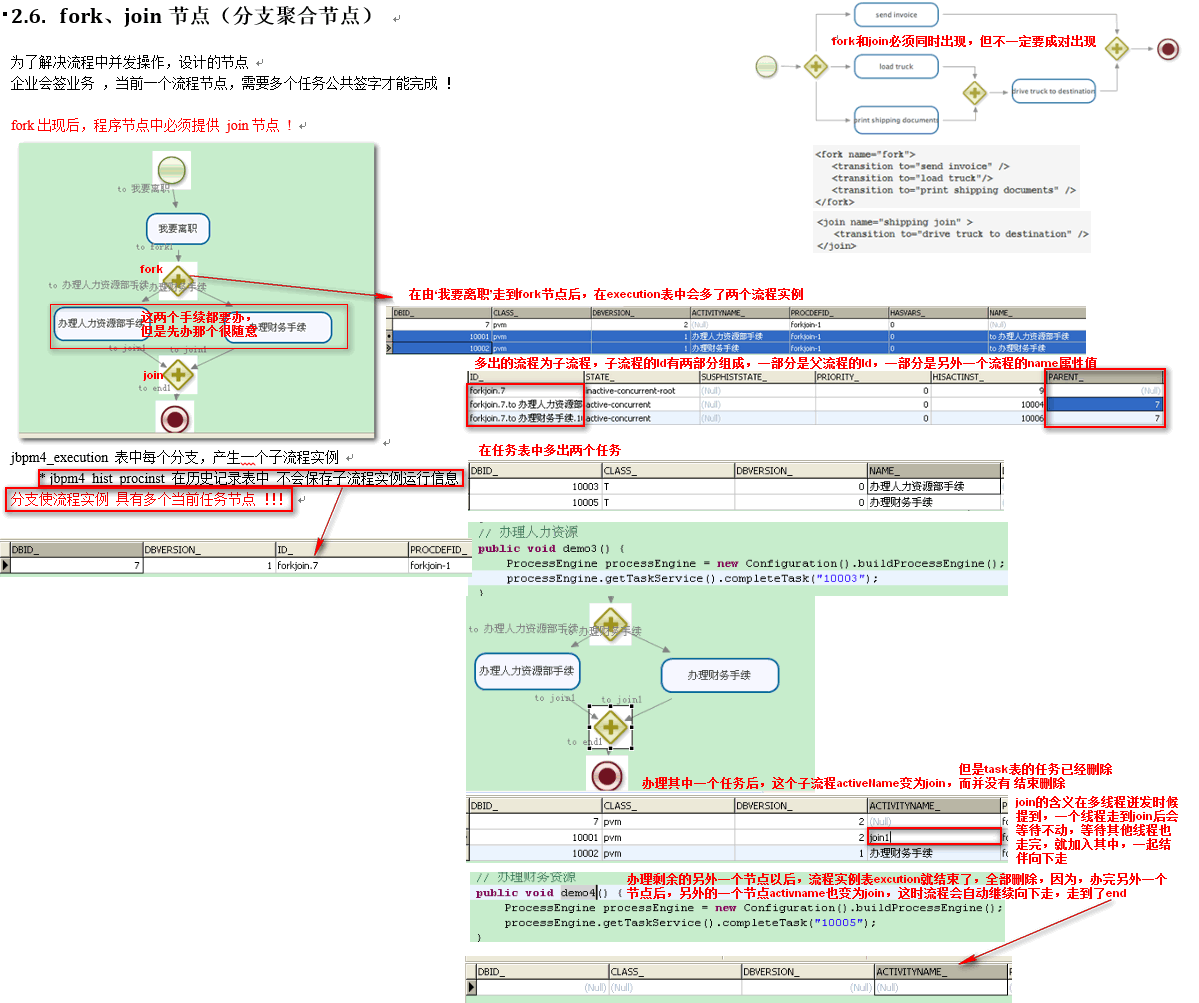 2.6. fork、join 节点（分支聚合节点）
为了解决流程中并发操作，设计的节点
企业会签业务 ，当前一个流程节点，需要多个任务公共签字才能完成 ！
fork 出现后，程序节点中必须提供 join 节点 ！
to 我要离职
我要离职
to fork1
fork
to 办理人力资源部手续
to 办理财务手续
办理人力资源部手续
办理财务手续
这两个手续都要办，
但是先办那个很随意
to join1
to join1
join
to end1
jbpm4_execution 表中每个分支，产生一个子流程实例
* jbpm4_hist_procinst 在历史记录表中 不会保存子流程实例运行信息
分支使流程实例 具有多个当前任务节点 ！！！
DBID_ DBVERSION_ ID_ PROCDEFID_
7 1 forkjoin.7 forkjoin-1
send invoice
fork和join必须同时出现，但不一定要成对出现
load truck
drive truck to destination
print shipping documents
<fork name="fork">
<transition to="send invoice" />
<transition to="load truck"/>
<transition to="print shipping documents" />
</fork>
<join name="shipping join" >
<transition to="drive truck to destination" />
</join>
在由‘我要离职’走到fork节点后，在execution表中会多了两个流程实例
DBID_ CLASS_ DBVERSION_ ACTIVITYNAME_ PROCDEFID_ HASVARS_ NAME_
7 pvm 2 (Null) forkjoin-1 0 (Null)
10001 pvm 1 办理人力资源部手续 forkjoin-1 0 to 办理人力资源部手续
10002 pvm 1 办理财务手续 forkjoin-1 0 to 办理财务手续
多出的流程为子流程，子流程的Id有两部分组成，一部分是父流程的Id，一部分是另外一个流程的name属性值
ID_ STATE_ SUSPHISTSTATE_ PRIORITY_ HISACTINST_ PARENT_
forkjoin.7 inactive-concurrent-root (Null) 0 9 (Null)
forkjoin.7.to 办理人力资源部 active-concurrent (Null) 0 10004 7
forkjoin.7.to 办理财务手续.1 active-concurrent (Null) 0 10006 7
在任务表中多出两个任务
DBID_ CLASS_ DBVERSION_ NAME_
10003 T 0 办理人力资源部手续
10005 T 0 办理财务手续
// 办理人力资源
public void demo3() {
ProcessEngine processEngine = new Configuration().buildProcessEngine();
processEngine.getTaskService().completeTask("10003");
}
to 办理人力资源部手续
to 办理财务手续
办理人力资源部手续
办理财务手续
to join1
to join1
to end1
但是task表的任务已经删除
办理其中一个任务后，这个子流程activeName变为join，而并没有 结束删除
DBID_ CLASS_ DBVERSION_ ACTIVITYNAME_
7 pvm 2 (Null)
10001 pvm 2 join1
10002 pvm 1 办理财务手续
join的含义在多线程迸发时候
提到，一个线程走到join后会
等待不动，等待其他线程也
走完，就加入其中，一起结
伴向下走
// 办理财务资源
办理剩余的另外一个节点以后，流程实例表excution就结束了，全部删除，因为，办完另外一个
节点后，另外的一个节点activname也变为join，这时流程会自动继续向下走，走到了end
public void demo4() {
ProcessEngine processEngine = new Configuration().buildProcessEngine();
processEngine.getTaskService().completeTask("10005");
}
DBID_ CLASS_ DBVERSION_ ACTIVITYNAME_
(Null) (Null) (Null) (Null)